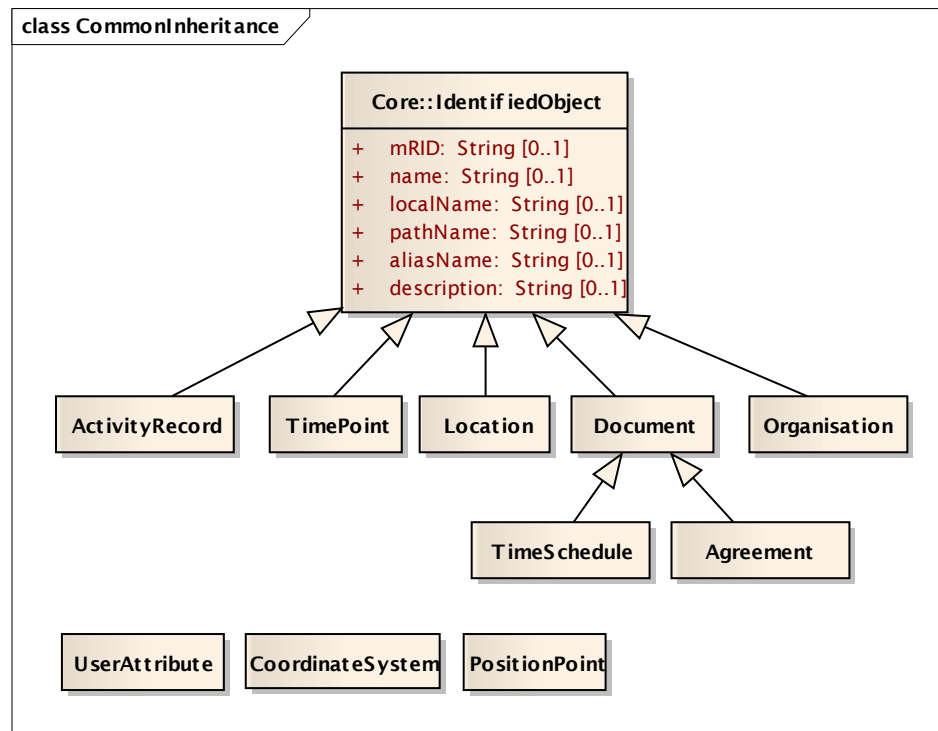 class CommonInheritance
Core::IdentifiedObject
+ mRID: String [0..1]
+ name: String [0..1]
+ localName: String [0..1]
+ pathName: String [0..1]
+ aliasName: String [0..1]
+ description: String [0..1]
ActivityRecord TimePoint Location Document Organisation
TimeSchedule Agreement
UserAttribute CoordinateSystem PositionPoint